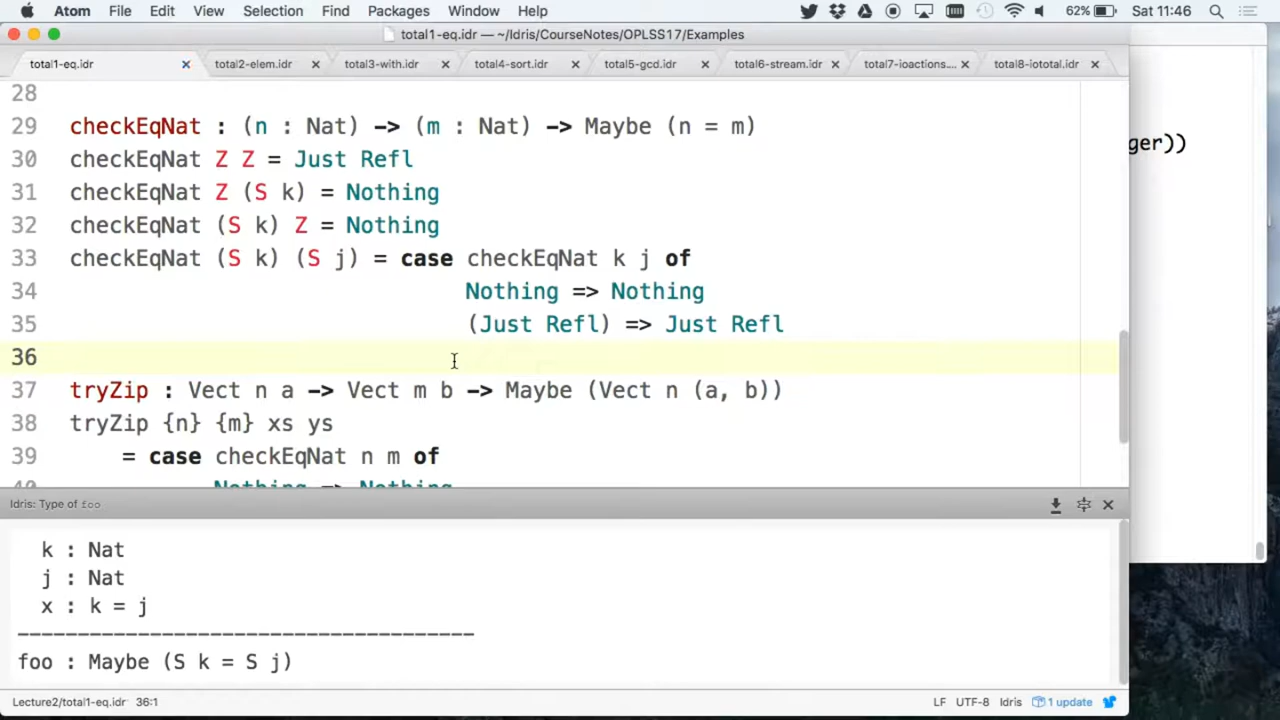 Atom File Edit View Selection Find Packages Window Help 62% Sat 11:46
total1-eq.idr — ~/Idris/CourseNotes/OPLSS17/Examples
total1-eq.idr total2-elem.idr total3-with.idr total4-sort.idr total5-gcd.idr total6-stream.idr total7-ioactions.... total8-iototal.idr
28
29 checkEqNat : (n : Nat) -> (m : Nat) -> Maybe (n = m)
ger))
30 checkEqNat Z Z = Just Refl
31 checkEqNat Z (S k) = Nothing
32 checkEqNat (S k) Z = Nothing
33 checkEqNat (S k) (S j) = case checkEqNat k j of
34 Nothing => Nothing
35 (Just Refl) => Just Refl
36
37 tryZip : Vect n a -> Vect m b -> Maybe (Vect n (a, b))
38 tryZip {n} {m} xs ys
39 = case checkEqNat n m of
40 Nothing => Nothing
Idris: Type of foo
k : Nat
j : Nat
x : k = j
--------------------------------------
foo : Maybe (S k = S j)
Lecture2/total1-eq.idr 36:1 LF UTF-8 Idris 1 update